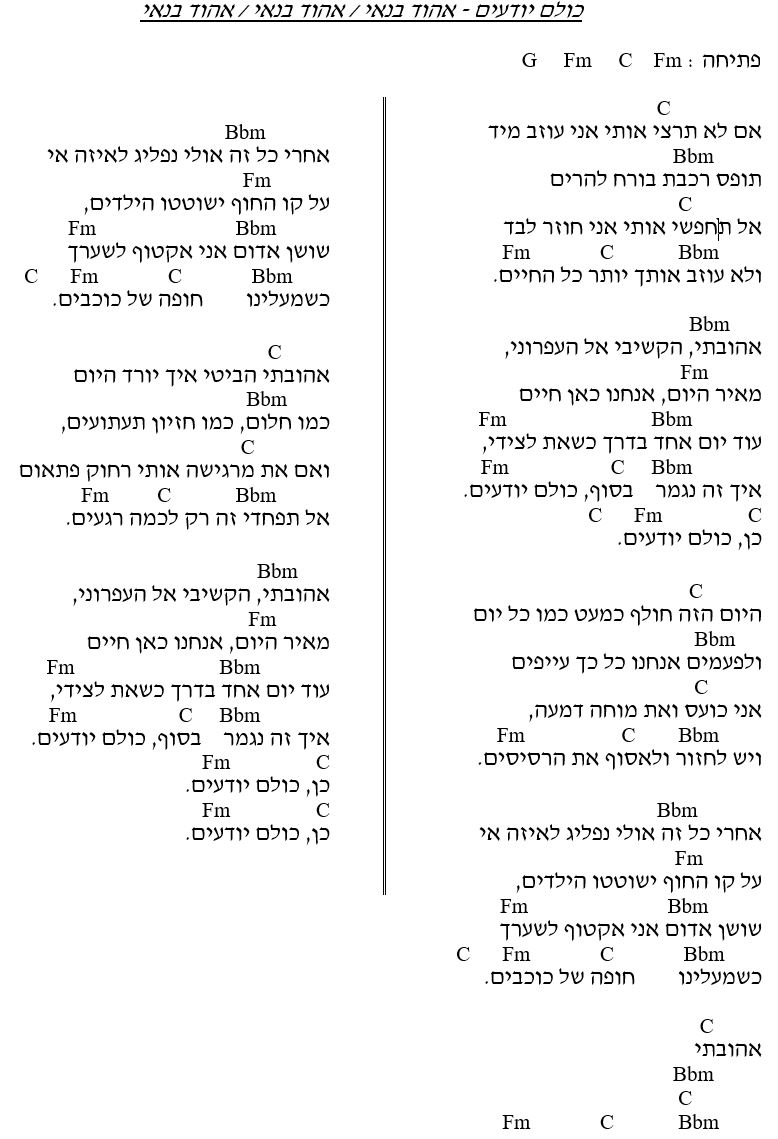 כולם יודעים - אהוד בנאי / אהוד בנאי / אהוד בנאי
פתיחה : G Fm C Fm
C
אם לא תרצי אותי אני עוזב מיד
Bbm
תופס רכבת בורח להרים
C
אל תחפשי אותי אני חוזר לבד
Fm C Bbm
ולא עוזב אותך יותר כל החיים.
Bbm
אהובתי, הקשיבי אל העפרוני,
Fm
מאיר היום, אנחנו כאן חיים
Fm Bbm
עוד יום אחד בדרך כשאת לצידי,
Fm C Bbm
איך זה נגמר בסוף, כולם יודעים.
C Fm C
כן, כולם יודעים.
C
היום הזה חולף כמעט כמו כל יום
Bbm
ולפעמים אנחנו כל כך עייפים
C
אני כועס ואת מוחה דמעה,
Fm C Bbm
ויש לחזור ולאסוף את הרסיסים.
Bbm
אחרי כל זה אולי נפליג לאיזה אי
Fm
על קו החוף ישוטטו הילדים,
Fm Bbm
שושן אדום אני אקטוף לשערך
C Fm C Bbm
כשמעלינו חופה של כוכבים.
C
אהובתי
Bbm
C
Fm C Bbm
Bbm
אחרי כל זה אולי נפליג לאיזה אי
Fm
על קו החוף ישוטטו הילדים,
Fm Bbm
שושן אדום אני אקטוף לשערך
C Fm C Bbm
כשמעלינו חופה של כוכבים.
C
אהובתי הביטי איך יורד היום
Bbm
כמו חלום, כמו חזיון תעתועים,
C
ואם את מרגישה אותי רחוק פתאום
Fm C Bbm
אל תפחדי זה רק לכמה רגעים.
Bbm
אהובתי, הקשיבי אל העפרוני,
Fm
מאיר היום, אנחנו כאן חיים
Fm Bbm
עוד יום אחד בדרך כשאת לצידי,
Fm C Bbm
איך זה נגמר בסוף, כולם יודעים.
Fm C
כן, כולם יודעים.
Fm C
כן, כולם יודעים.